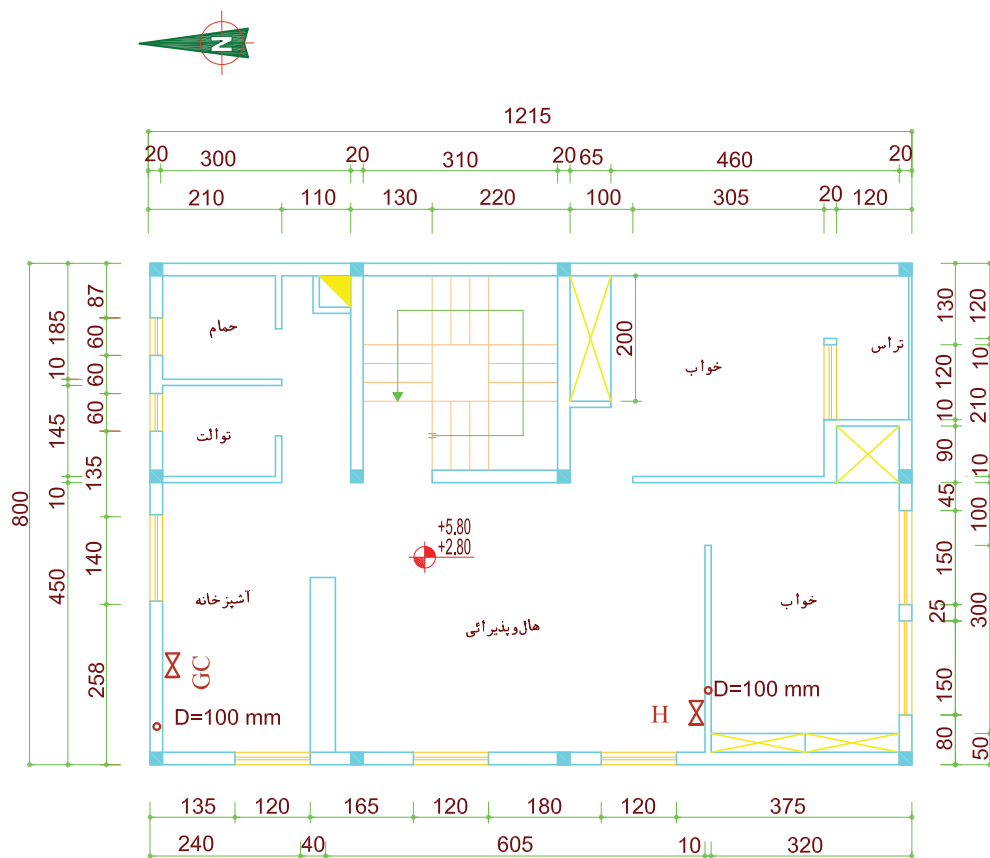 N
1215
20 300 20 310 20 65 460 20
210 110 130 220 100 305 20 120
800
185 10 145 10 450
87 60 60 60 135 140 258
حمام
توالت
200
خواب
تراس
+5.80
+2.80
آشپزخانه
هال‌وپذیرائی
خواب
GC
D=100 mm
H
D=100 mm
130 120 10 90 45 150 25 150 80
120 10 210 10 100 300 50
135 120 165 120 180 120 375
240 40 605 10 320